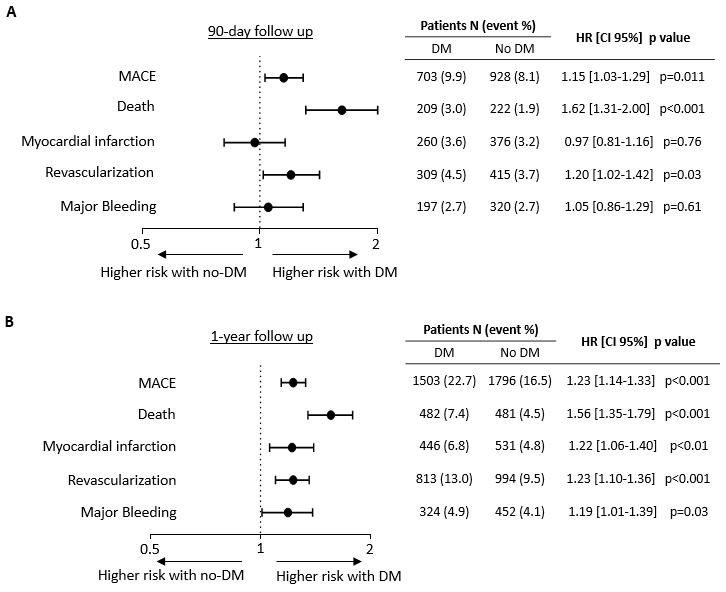 A
90-day follow up
Patients N (event %)
HR [CI 95%] p value
DM No DM
MACE 703 (9.9) 928 (8.1) 1.15 [1.03-1.29] p=0.011
Death 209 (3.0) 222 (1.9) 1.62 [1.31-2.00] p<0.001
Myocardial infarction 260 (3.6) 376 (3.2) 0.97 [0.81-1.16] p=0.76
Revascularization 309 (4.5) 415 (3.7) 1.20 [1.02-1.42] p=0.03
Major Bleeding 197 (2.7) 320 (2.7) 1.05 [0.86-1.29] p=0.61
0.5 1 2
Higher risk with no-DM Higher risk with DM
B
1-year follow up
Patients N (event %)
HR [CI 95%] p value
DM No DM
MACE 1503 (22.7) 1796 (16.5) 1.23 [1.14-1.33] p<0.001
Death 482 (7.4) 481 (4.5) 1.56 [1.35-1.79] p<0.001
Myocardial infarction 446 (6.8) 531 (4.8) 1.22 [1.06-1.40] p<0.01
Revascularization 813 (13.0) 994 (9.5) 1.23 [1.10-1.36] p<0.001
Major Bleeding 324 (4.9) 452 (4.1) 1.19 [1.01-1.39] p=0.03
0.5 1 2
Higher risk with no-DM Higher risk with DM